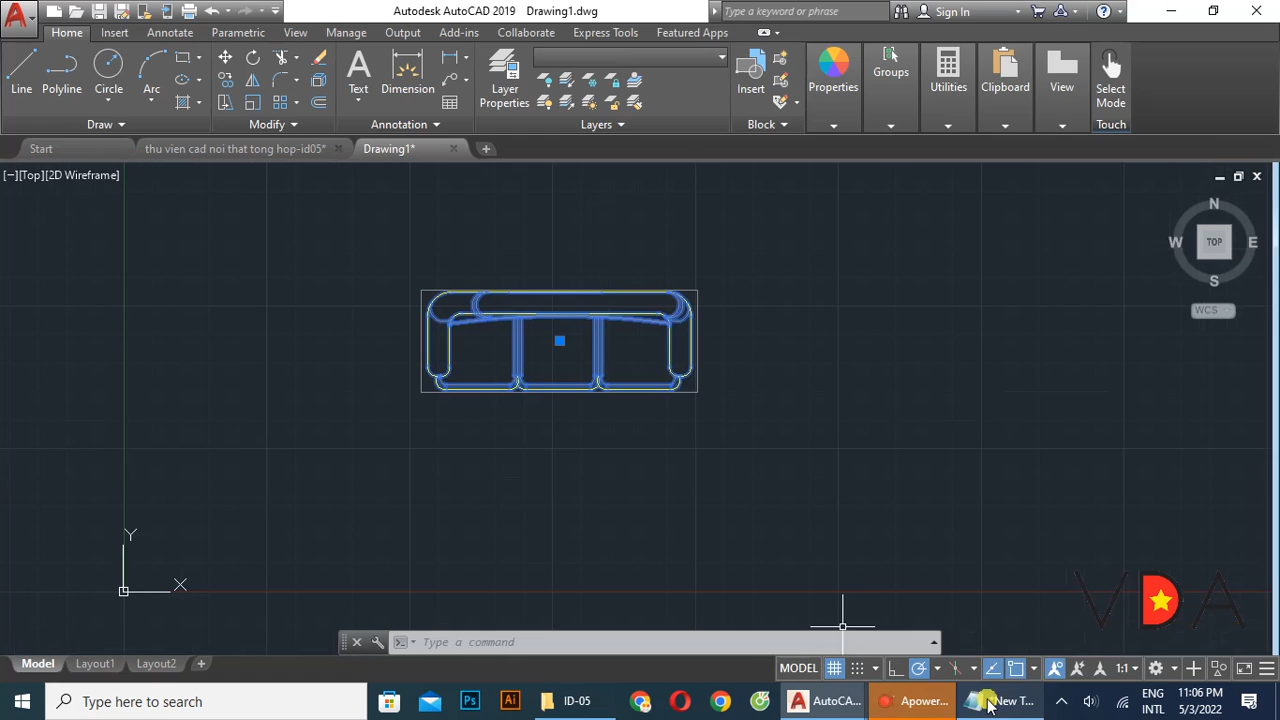 Autodesk AutoCAD 2019 Drawing1.dwg
Type a keyword or phrase
Sign In
Home Insert Annotate Parametric View Manage Output Add-ins Collaborate Express Tools Featured Apps
Line Polyline Circle Arc
Text Dimension
Layer Properties
Insert
Properties
Groups
Utilities
Clipboard
View
Select Mode
Draw Modify Annotation Layers Block Touch
Start thu vien cad noi that tong hop-id05* Drawing1*
[−][Top][2D Wireframe]
N
W TOP E
S
WCS
Y
X
VDA
Type a command
Model Layout1 Layout2
MODEL 1:1
Type here to search
Ps
Ai
ID-05
AutoCA...
Apower...
New T...
ENG
INTL
11:06 PM
5/3/2022